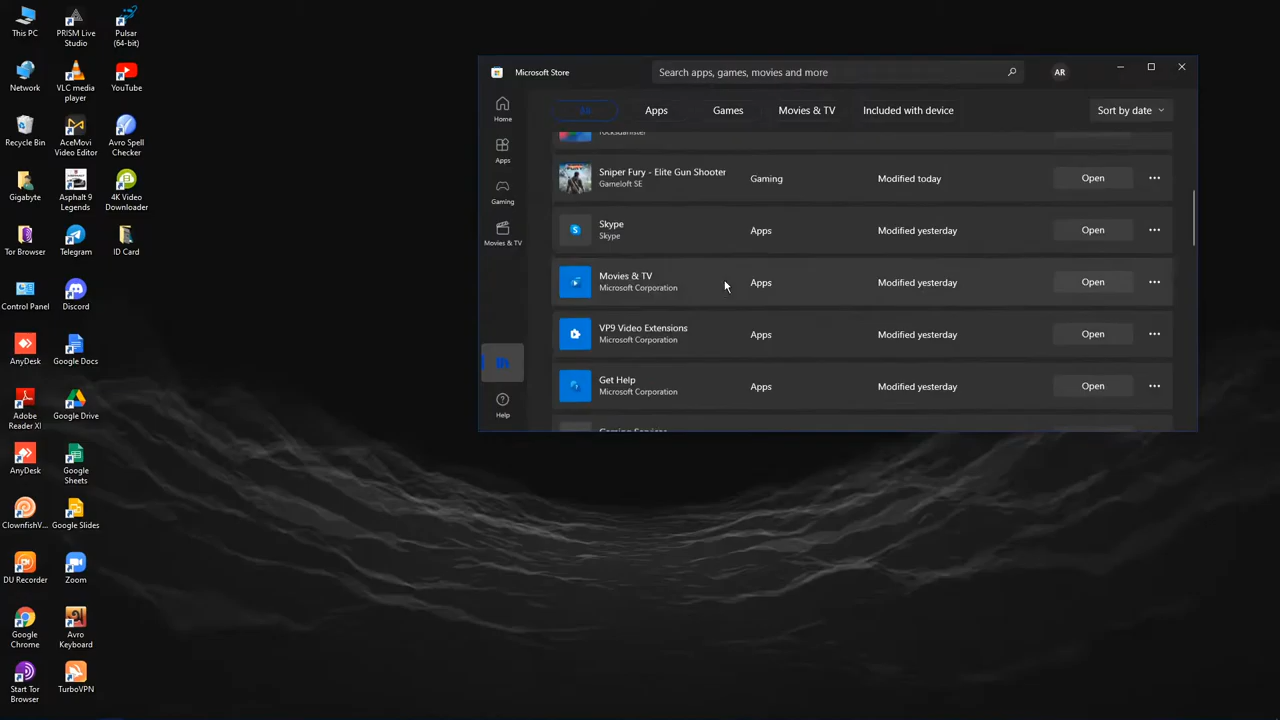 This PC
PRISM Live
Studio
Pulsar
(64-bit)
Network
VLC media
player
YouTube
Recycle Bin
AceMovi
Video Editor
Avro Spell
Checker
Gigabyte
Asphalt 9
Legends
4K Video
Downloader
Tor Browser
Telegram
ID Card
Control Panel
Discord
AnyDesk
Google Docs
Adobe
Reader XI
Google Drive
AnyDesk
Google
Sheets
ClownfishV...
Google Slides
DU Recorder
Zoom
Google
Chrome
Avro
Keyboard
Start Tor
Browser
TurboVPN
Microsoft Store
Search apps, games, movies and more
AR
Home
Apps
Gaming
Movies & TV
Help
All
Apps
Games
Movies & TV
Included with device
Sort by date
rocksdanister
Sniper Fury - Elite Gun Shooter
Gameloft SE
Gaming
Modified today
Open
Skype
Skype
Apps
Modified yesterday
Open
Movies & TV
Microsoft Corporation
Apps
Modified yesterday
Open
VP9 Video Extensions
Microsoft Corporation
Apps
Modified yesterday
Open
Get Help
Microsoft Corporation
Apps
Modified yesterday
Open
Gaming Services